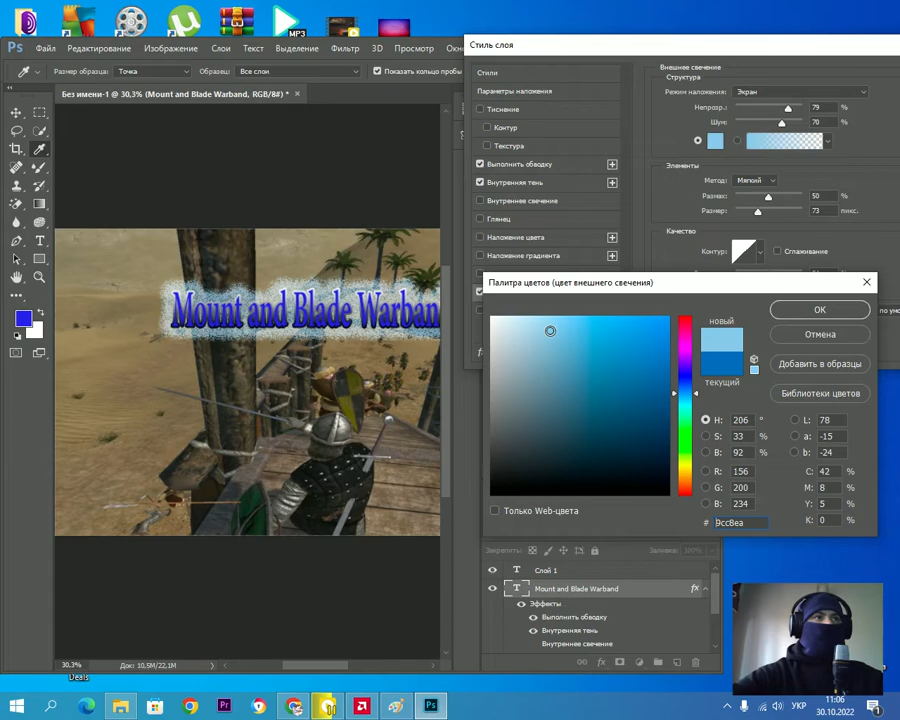 MP3
Файл Редактирование Изображение Слои Текст Выделение Фильтр 3D Просмотр Окн
Стиль слоя
Размер образца: Точка Образец: Все слои Показать кольцо пробы
Без имени-1 @ 30,3% (Mount and Blade Warband, RGB/8#) * ×
Стили
Параметры наложения
Тиснение
Контур
Текстура
Выполнить обводку
Внутренняя тень
Внутреннее свечение
Глянец
Наложение цвета
Наложение градиента
Внешнее свечение
Структура
Режим наложения: Экран
Непрозр.: 79 %
Шум: 70 %
Элементы
Метод: Мягкий
Размах: 50 %
Размер: 73 пикс.
Качество
Контур: Сглаживание
Mount and Blade Warban
Палитра цветов (цвет внешнего свечения)
новый
текущий
OK
Отмена
Добавить в образцы
Библиотеки цветов
H: 206 ° L: 78
S: 33 % a: -15
B: 92 % b: -24
R: 156 C: 42 %
G: 200 M: 8 %
B: 234 Y: 5 %
# 9cc8ea K: 0 %
Только Web-цвета
Закрепить: Заливка: 100%
T Слой 1
T Mount and Blade Warband fx
Эффекты
Выполнить обводку
Внутренняя тень
Внутреннее свечение
30,3% Док: 10,5M/22,1M
Deals
УКР
11:06
30.10.2022